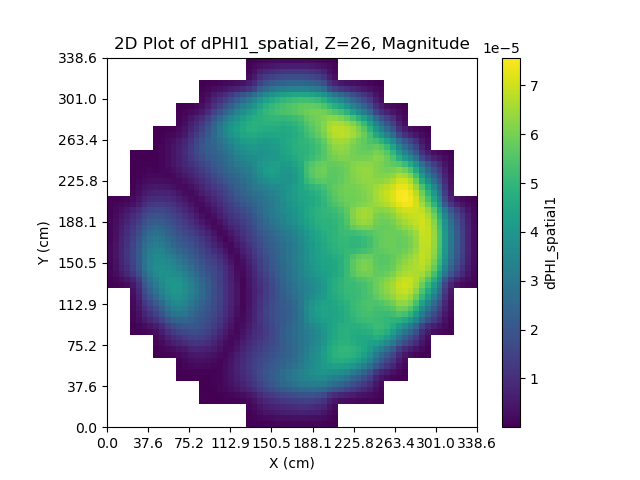 2D Plot of dPHI1_spatial, Z=26, Magnitude
1e−5
338.6
301.0
263.4
225.8
188.1
150.5
112.9
75.2
37.6
0.0
Y (cm)
0.0 37.6 75.2 112.9 150.5 188.1 225.8 263.4 301.0 338.6
X (cm)
7
6
5
4
3
2
1
dPHI_spatial1